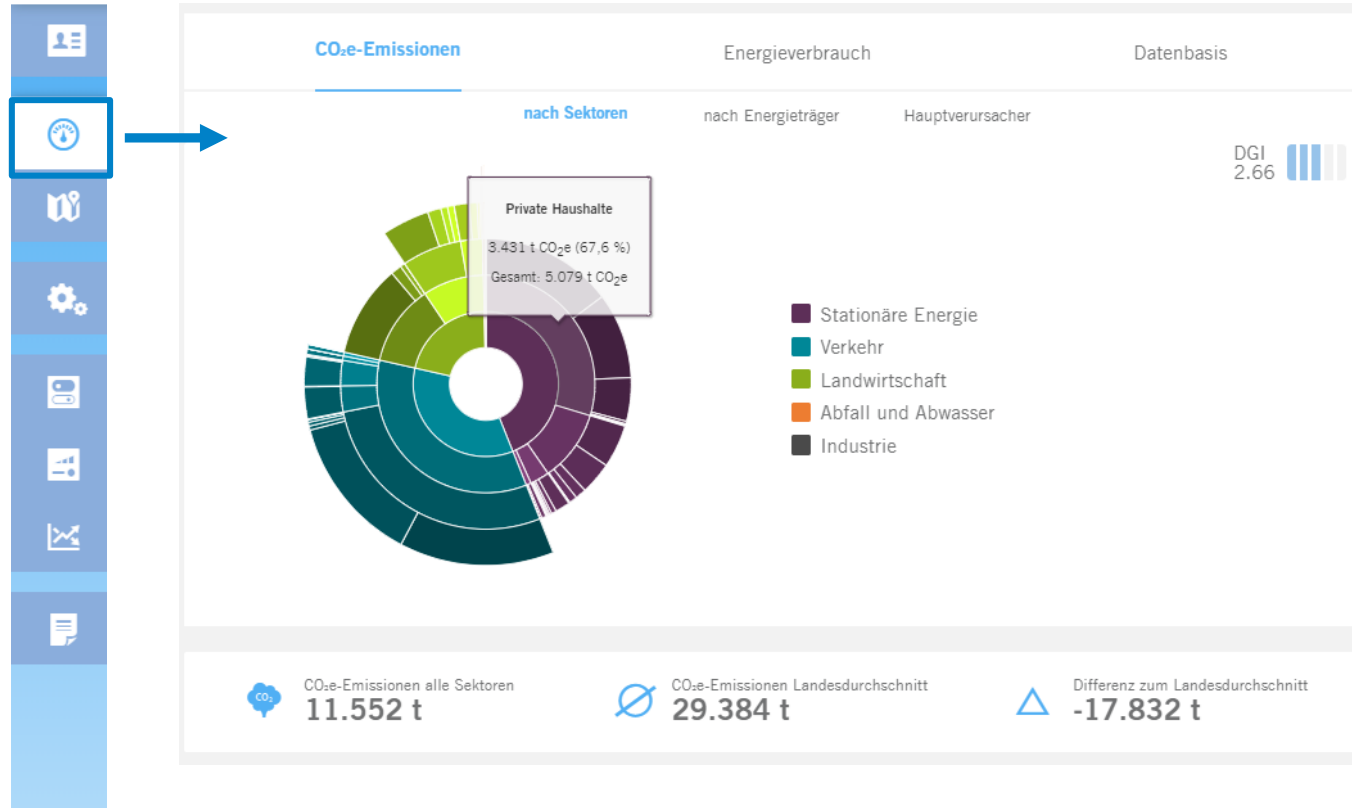 CO₂e-Emissionen
Energieverbrauch
Datenbasis
nach Sektoren
nach Energieträger
Hauptverursacher
DGI
2.66
Private Haushalte
3.431 t CO₂e (67,6 %)
Gesamt: 5.079 t CO₂e
Stationäre Energie
Verkehr
Landwirtschaft
Abfall und Abwasser
Industrie
CO₂
CO₂e-Emissionen alle Sektoren
11.552 t
CO₂e-Emissionen Landesdurchschnitt
29.384 t
Differenz zum Landesdurchschnitt
-17.832 t